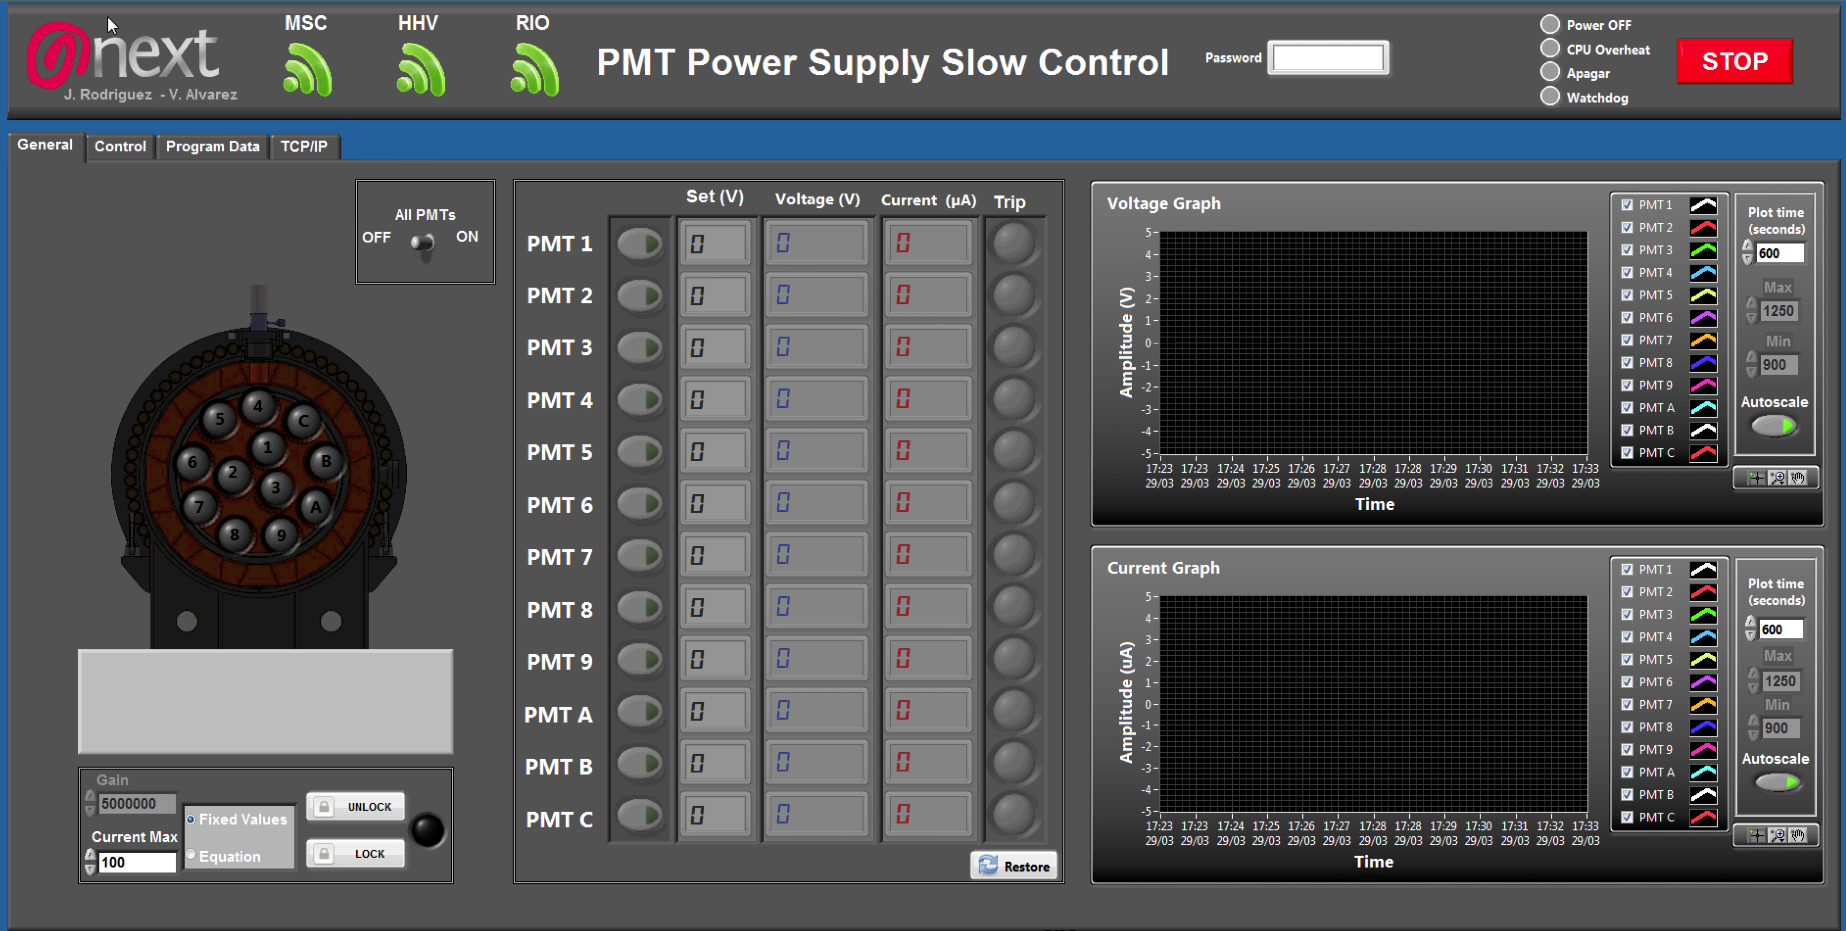 next
J. Rodriguez - V. Alvarez
MSC
HHV
RIO
PMT Power Supply Slow Control
Password
Power OFF
CPU Overheat
Apagar
Watchdog
STOP
General
Control
Program Data
TCP/IP
All PMTs
OFF
ON
4
5
C
1
6
2
B
3
7
A
8
9
Gain
5000000
Current Max
100
Fixed Values
Equation
UNLOCK
LOCK
Set (V)
Voltage (V)
Current (µA)
Trip
PMT 1 0 0 0
PMT 2 0 0 0
PMT 3 0 0 0
PMT 4 0 0 0
PMT 5 0 0 0
PMT 6 0 0 0
PMT 7 0 0 0
PMT 8 0 0 0
PMT 9 0 0 0
PMT A 0 0 0
PMT B 0 0 0
PMT C 0 0 0
Restore
Voltage Graph
Amplitude (V)
5
4
3
2
1
0
-1
-2
-3
-4
-5
17:23 17:23 17:24 17:25 17:26 17:27 17:28 17:28 17:29 17:30 17:31 17:32 17:33
29/03 29/03 29/03 29/03 29/03 29/03 29/03 29/03 29/03 29/03 29/03 29/03 29/03
Time
PMT 1
PMT 2
PMT 3
PMT 4
PMT 5
PMT 6
PMT 7
PMT 8
PMT 9
PMT A
PMT B
PMT C
Plot time
(seconds)
600
Max
1250
Min
900
Autoscale
Current Graph
Amplitude (uA)
5
4
3
2
1
0
-1
-2
-3
-4
-5
17:23 17:23 17:24 17:25 17:26 17:27 17:28 17:28 17:29 17:30 17:31 17:32 17:33
29/03 29/03 29/03 29/03 29/03 29/03 29/03 29/03 29/03 29/03 29/03 29/03 29/03
Time
PMT 1
PMT 2
PMT 3
PMT 4
PMT 5
PMT 6
PMT 7
PMT 8
PMT 9
PMT A
PMT B
PMT C
Plot time
(seconds)
600
Max
1250
Min
900
Autoscale